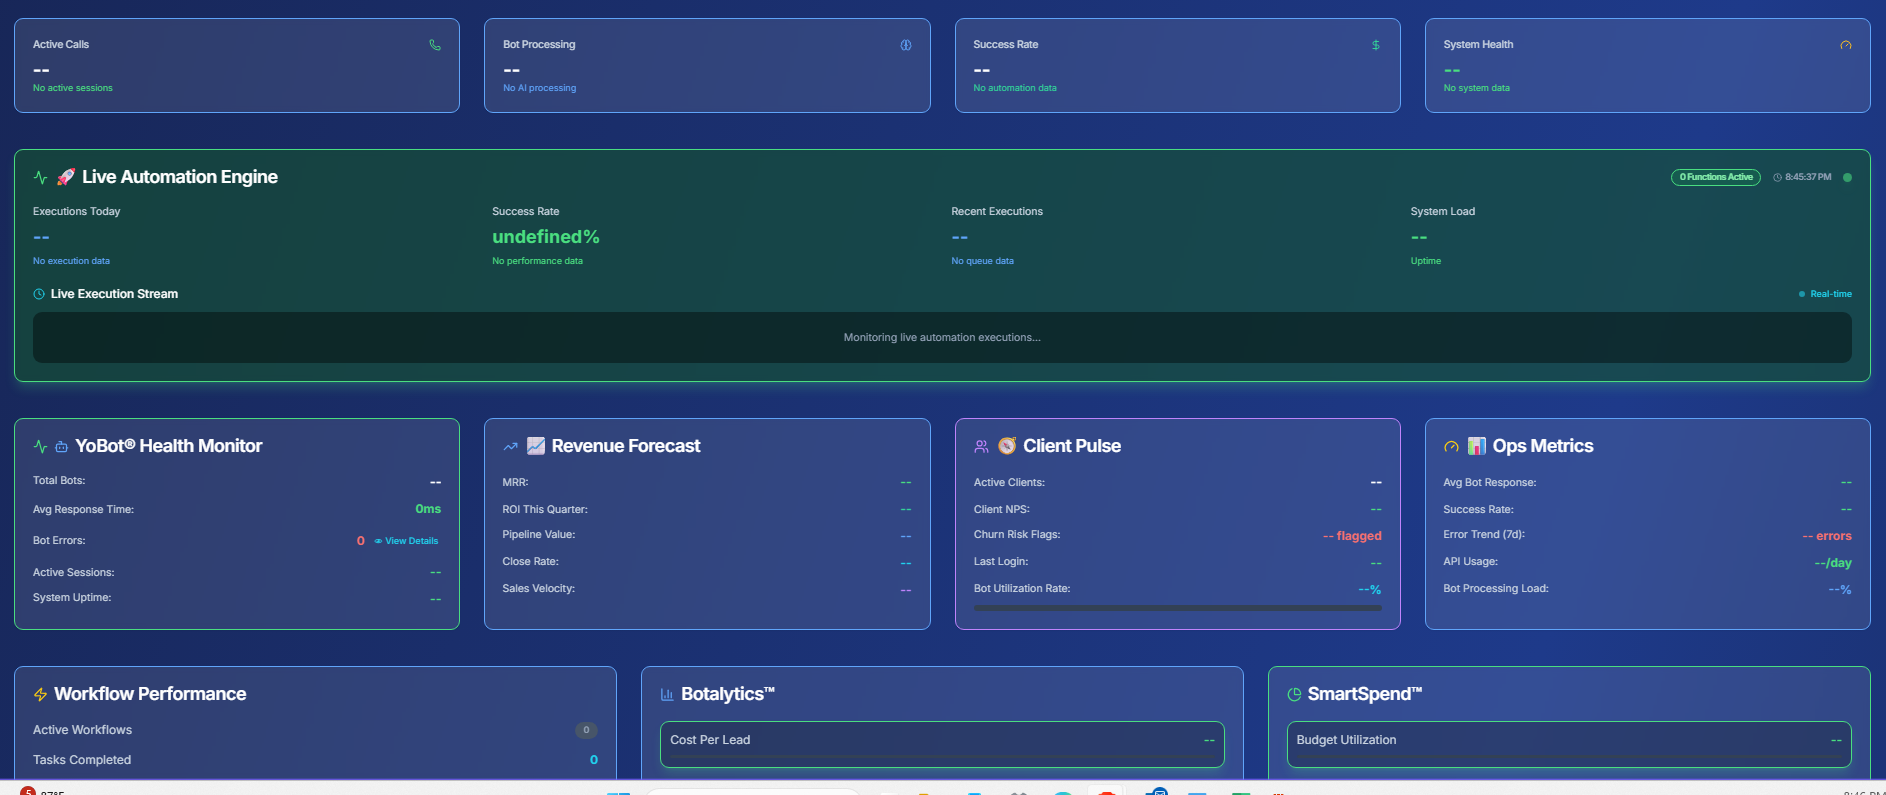 Active Calls
--
No active sessions
Bot Processing
--
No AI processing
Success Rate
--
No automation data
System Health
--
No system data
🚀 Live Automation Engine
0 Functions Active
8:45:37 PM
Executions Today
--
No execution data
Success Rate
undefined%
No performance data
Recent Executions
--
No queue data
System Load
--
Uptime
Live Execution Stream
Real-time
Monitoring live automation executions...
YoBot® Health Monitor
Total Bots: --
Avg Response Time: 0ms
Bot Errors: 0 View Details
Active Sessions: --
System Uptime: --
📈 Revenue Forecast
MRR: --
ROI This Quarter: --
Pipeline Value: --
Close Rate: --
Sales Velocity: --
🧭 Client Pulse
Active Clients: --
Client NPS: --
Churn Risk Flags: -- flagged
Last Login: --
Bot Utilization Rate: --%
📊 Ops Metrics
Avg Bot Response: --
Success Rate: --
Error Trend (7d): -- errors
API Usage: --/day
Bot Processing Load: --%
Workflow Performance
Active Workflows 0
Tasks Completed 0
Botalytics™
Cost Per Lead --
SmartSpend™
Budget Utilization --
5